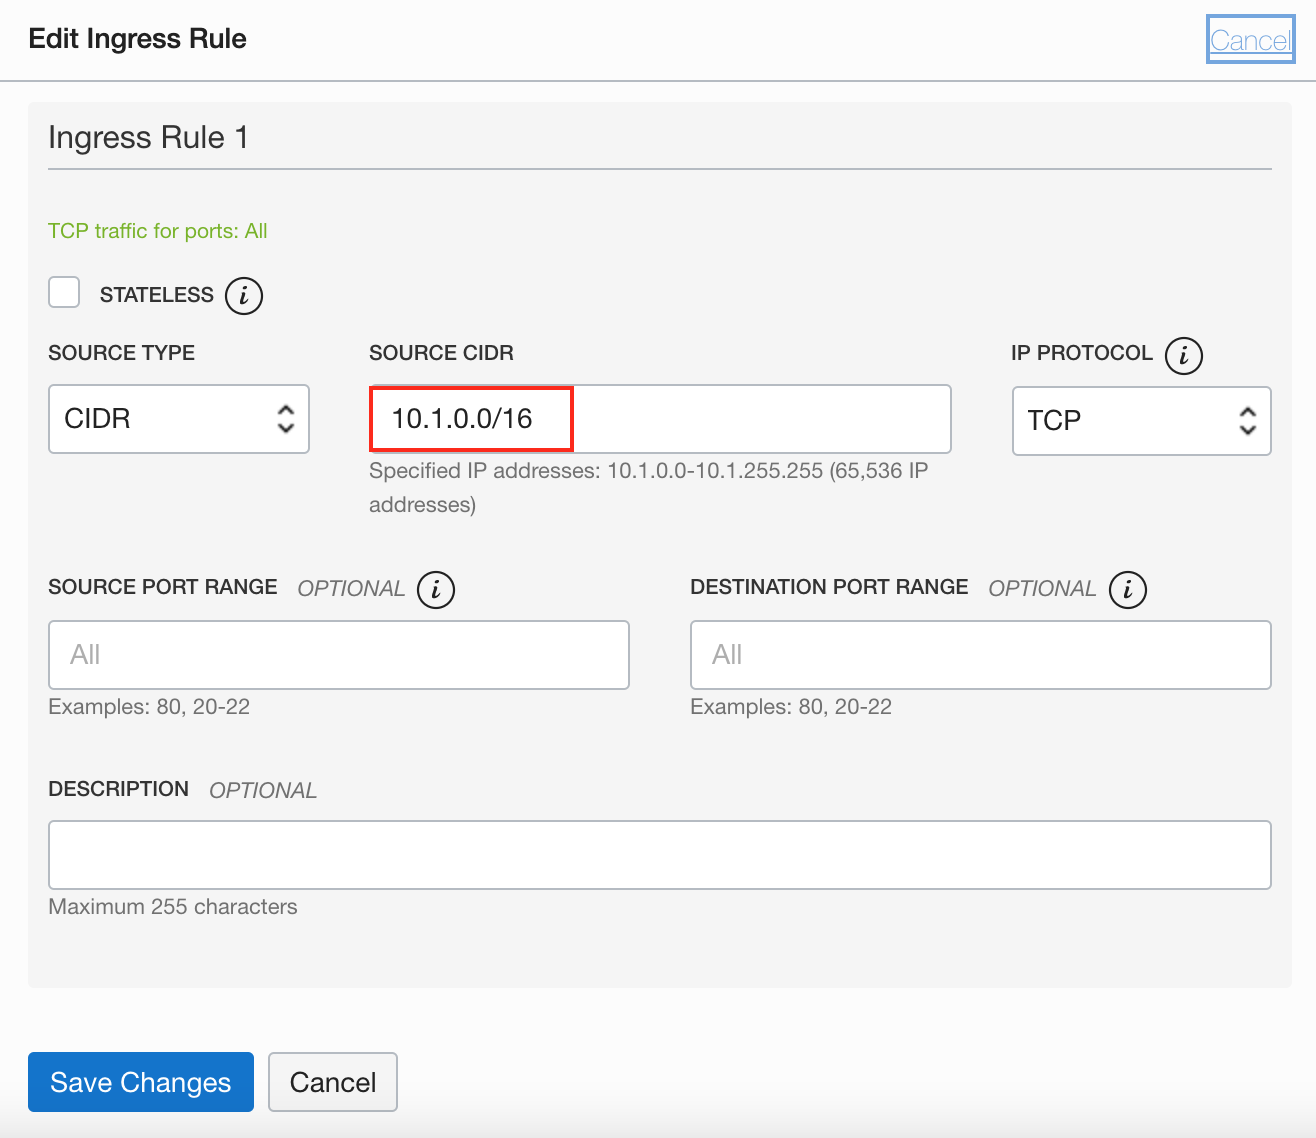 Edit Ingress Rule
Cancel
Ingress Rule 1
TCP traffic for ports: All
STATELESS i
SOURCE TYPE
SOURCE CIDR
IP PROTOCOL i
CIDR
10.1.0.0/16
TCP
Specified IP addresses: 10.1.0.0-10.1.255.255 (65,536 IP
addresses)
SOURCE PORT RANGE OPTIONAL i
DESTINATION PORT RANGE OPTIONAL i
All
All
Examples: 80, 20-22
Examples: 80, 20-22
DESCRIPTION OPTIONAL
Maximum 255 characters
Save Changes
Cancel